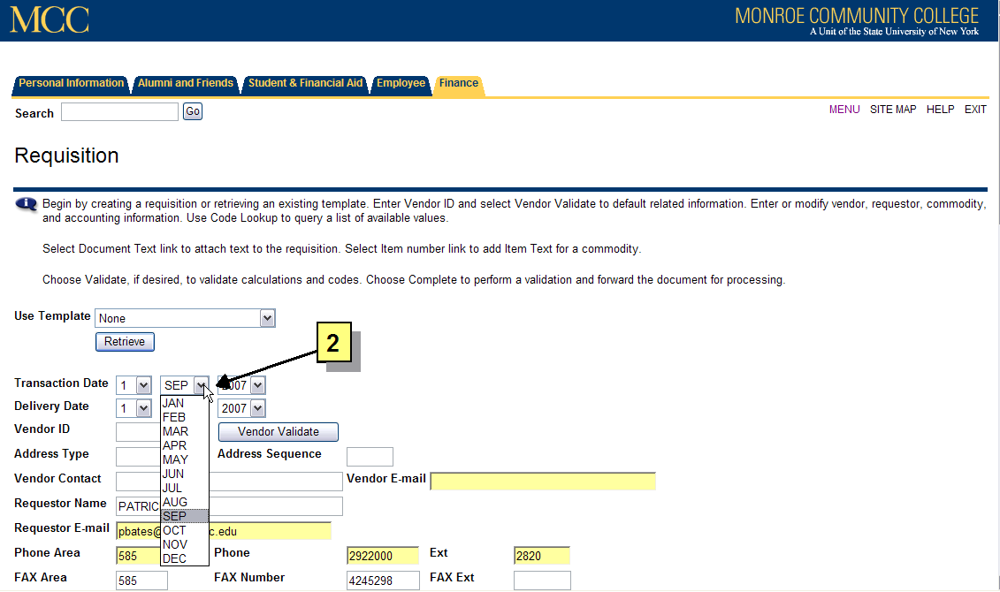 MCC
MONROE COMMUNITY COLLEGE
A Unit of the State University of New York
Personal Information Alumni and Friends Student & Financial Aid Employee Finance
Search Go MENU SITE MAP HELP EXIT
Requisition
Begin by creating a requisition or retrieving an existing template. Enter Vendor ID and select Vendor Validate to default related information. Enter or modify vendor, requestor, commodity,
and accounting information. Use Code Lookup to query a list of available values.
Select Document Text link to attach text to the requisition. Select Item number link to add Item Text for a commodity.
Choose Validate, if desired, to validate calculations and codes. Choose Complete to perform a validation and forward the document for processing.
Use Template None
Retrieve
2
Transaction Date 1 SEP 2007
Delivery Date 1 2007
Vendor ID Vendor Validate
Address Type Address Sequence
Vendor Contact Vendor E-mail
Requestor Name PATRIC
Requestor E-mail pbates@ c.edu
Phone Area 585 Phone 2922000 Ext 2820
FAX Area 585 FAX Number 4245298 FAX Ext
JAN
FEB
MAR
APR
MAY
JUN
JUL
AUG
SEP
OCT
NOV
DEC